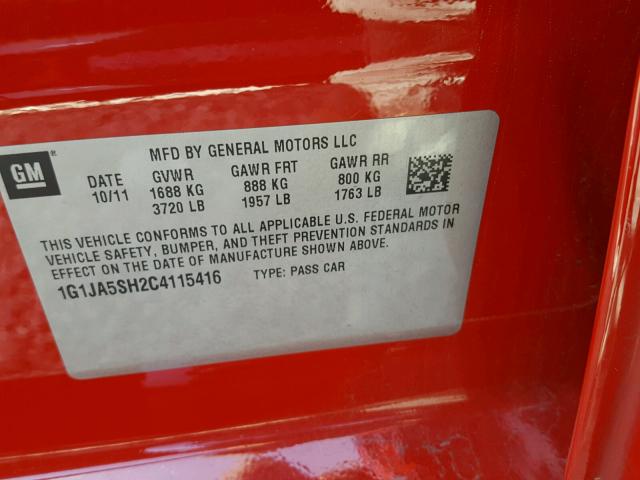 GM ®
MFD BY GENERAL MOTORS LLC
DATE GVWR GAWR FRT GAWR RR
10/11 1688 KG 888 KG 800 KG
3720 LB 1957 LB 1763 LB
THIS VEHICLE CONFORMS TO ALL APPLICABLE U.S. FEDERAL MOTOR
VEHICLE SAFETY, BUMPER, AND THEFT PREVENTION STANDARDS IN
EFFECT ON THE DATE OF MANUFACTURE SHOWN ABOVE.
1G1JA5SH2C4115416 TYPE: PASS CAR